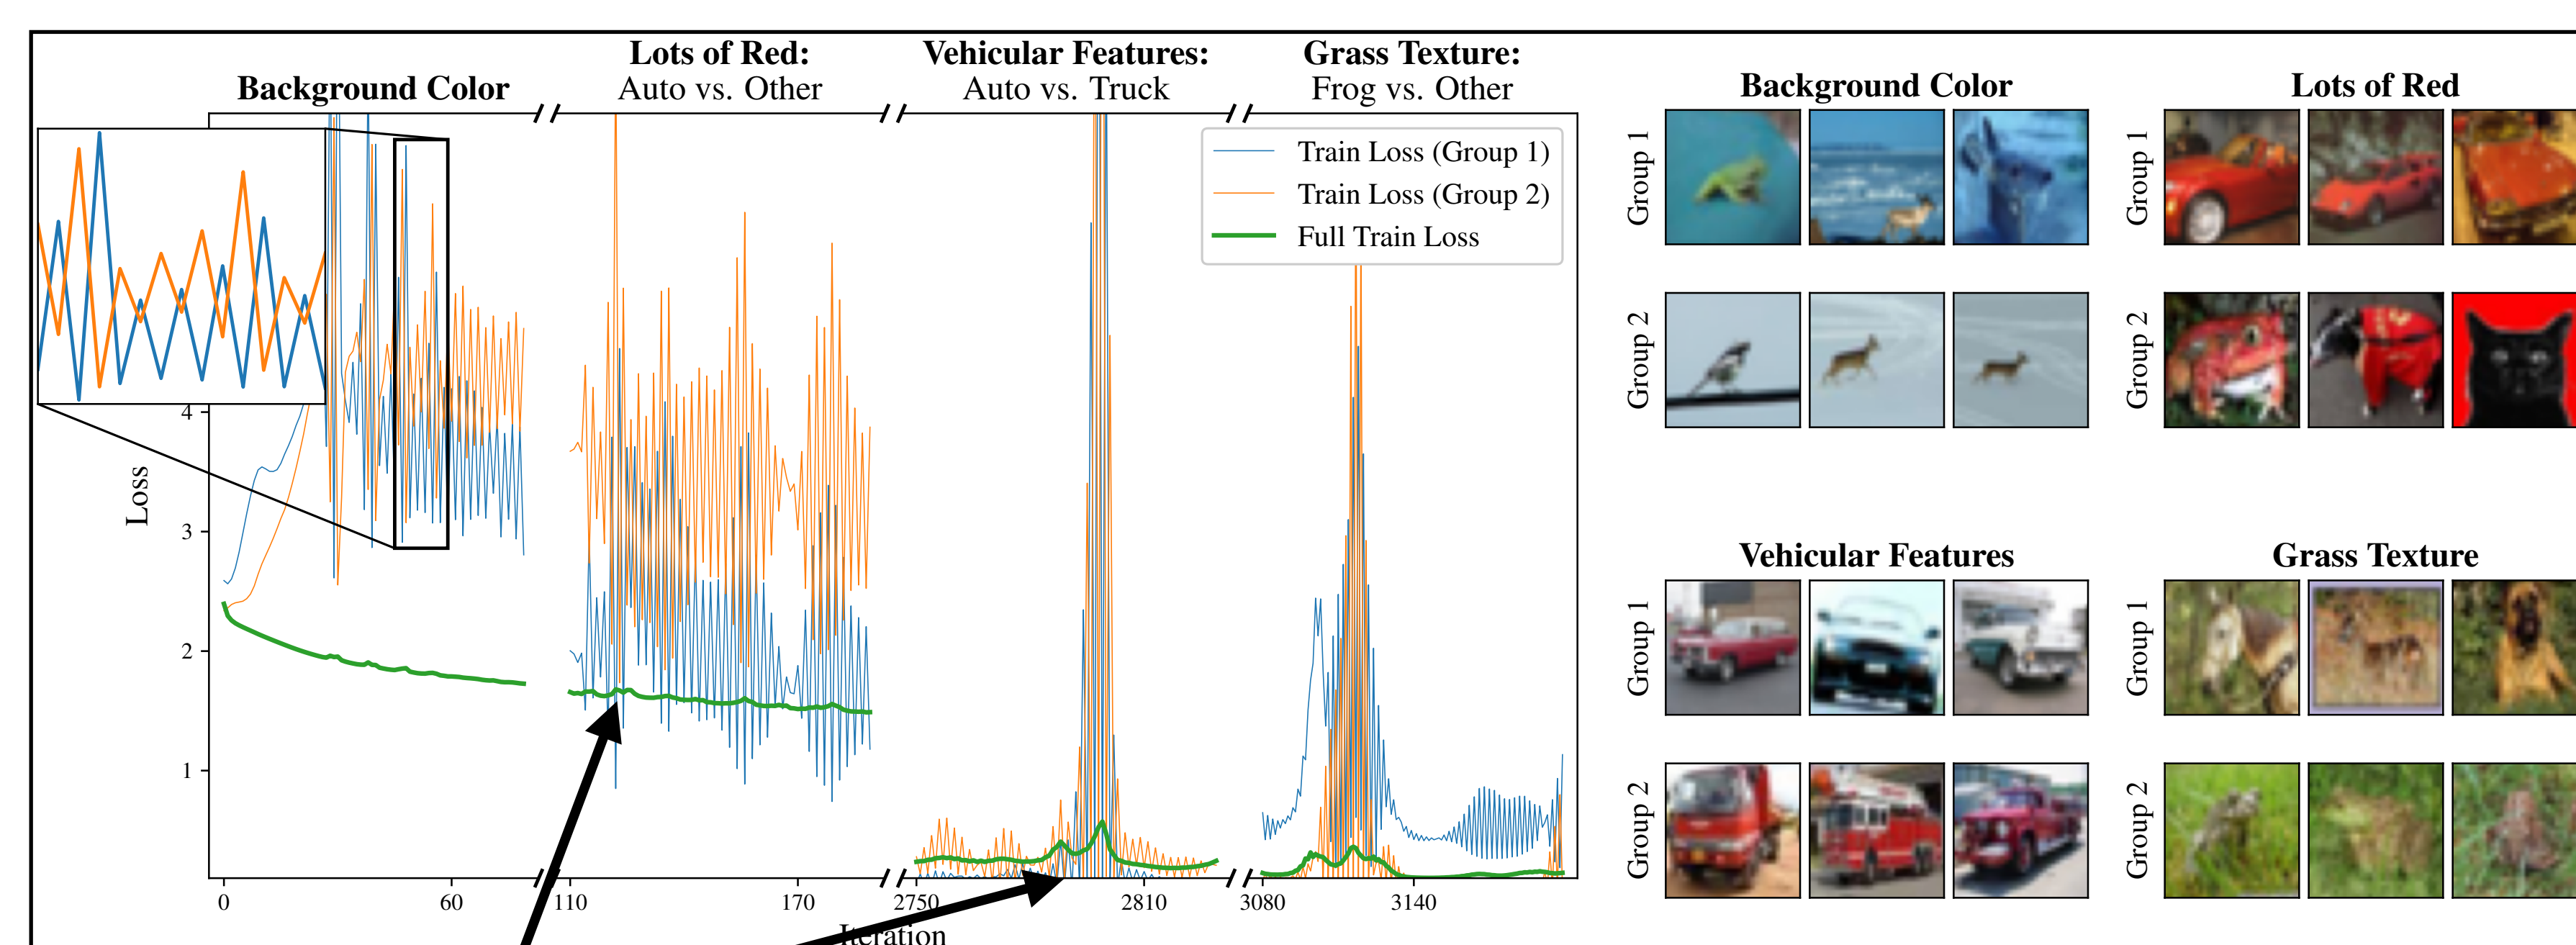 Background Color
Lots of Red:
Auto vs. Other
Vehicular Features:
Auto vs. Truck
Grass Texture:
Frog vs. Other
Train Loss (Group 1)
Train Loss (Group 2)
Full Train Loss
Loss
4
3
2
1
0
60
110
170
2750
2810
3080
3140
Iteration
Background Color
Group 1
Group 2
Lots of Red
Group 1
Group 2
Vehicular Features
Group 1
Group 2
Grass Texture
Group 1
Group 2